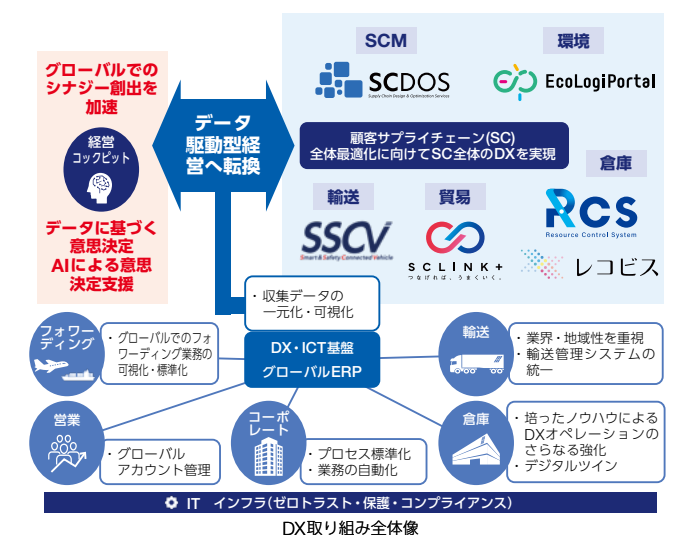 グローバルでの
シナジー創出を
加速
経営
コックピット
データに基づく
意思決定
AIによる意思
決定支援
データ
駆動型経
営へ転換
SCM
SCDOS
Supply Chain Design & Optimization Services
環境
EcoLogiPortal
顧客サプライチェーン(SC)
全体最適化に向けてSC全体のDXを実現
輸送
SSCV
Smart & Safety Connected Vehicle
貿易
SCLINK+
つなげれば、うまくいく。
倉庫
RCS
Resource Control System
レコビス
・収集データの
一元化・可視化
DX・ICT基盤
グローバルERP
フォワー
ディング
・グローバルでのフォ
ワーディング業務の
可視化・標準化
輸送
・業界・地域性を重視
・輸送管理システムの
統一
営業
・グローバル
アカウント管理
コーポ
レート
・プロセス標準化
・業務の自動化
倉庫
・培ったノウハウによる
DXオペレーションの
さらなる強化
・デジタルツイン
IT インフラ(ゼロトラスト・保護・コンプライアンス)
DX取り組み全体像